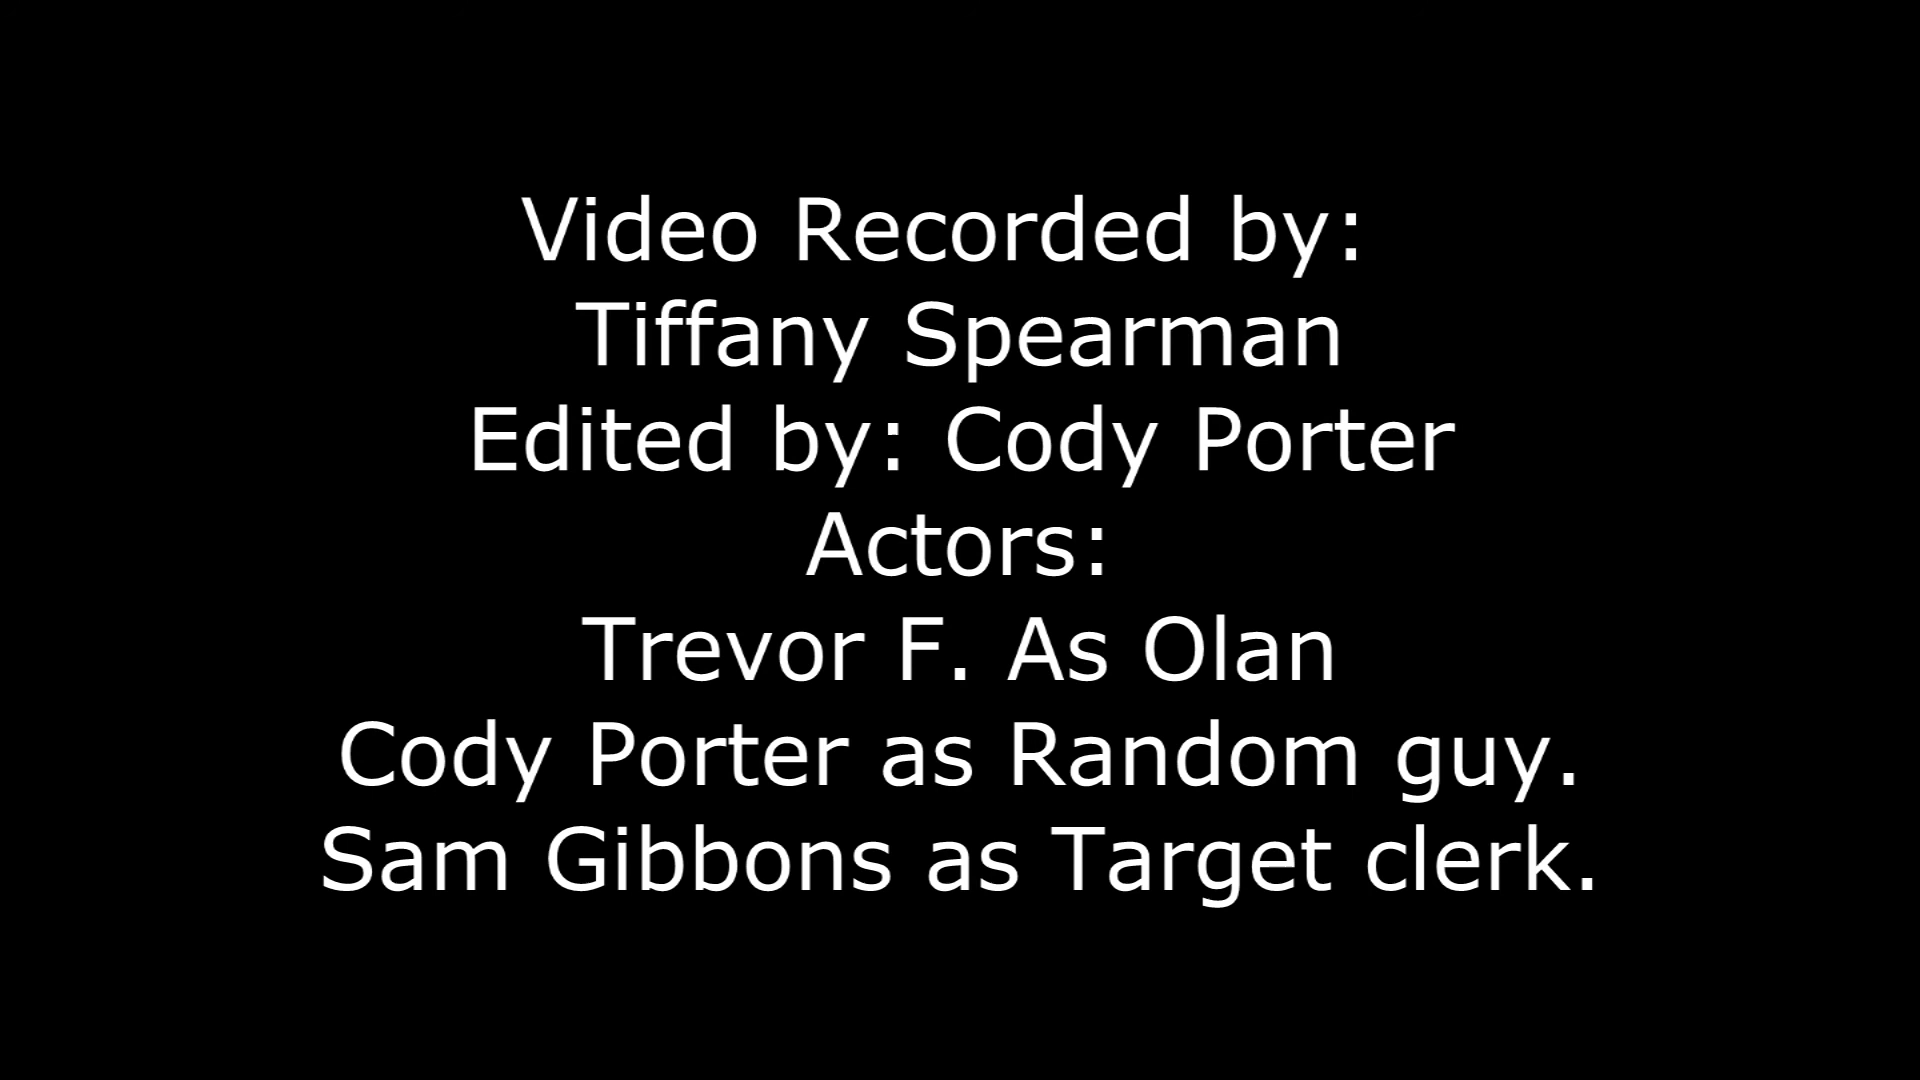 Video Recorded by:
Tiffany Spearman
Edited by: Cody Porter
Actors:
Trevor F. As Olan
Cody Porter as Random guy.
Sam Gibbons as Target clerk.